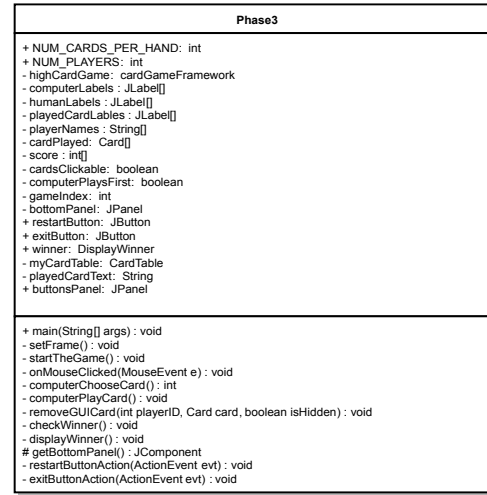 Phase3
+ NUM_CARDS_PER_HAND: int
+ NUM_PLAYERS: int
- highCardGame: cardGameFramework
- computerLabels : JLabel[]
- humanLabels : JLabel[]
- playedCardLables : JLabel[]
- playerNames : String[]
- cardPlayed: Card[]
- score : int[]
- cardsClickable: boolean
- computerPlaysFirst: boolean
- gameIndex: int
- bottomPanel: JPanel
+ restartButton: JButton
+ exitButton: JButton
+ winner: DisplayWinner
- myCardTable: CardTable
- playedCardText: String
+ buttonsPanel: JPanel
+ main(String[] args) : void
- setFrame() : void
- startTheGame() : void
- onMouseClicked(MouseEvent e) : void
- computerChooseCard() : int
- computerPlayCard() : void
- removeGUICard(int playerID, Card card, boolean isHidden) : void
- checkWinner() : void
- displayWinner() : void
# getBottomPanel() : JComponent
- restartButtonAction(ActionEvent evt) : void
- exitButtonAction(ActionEvent evt) : void